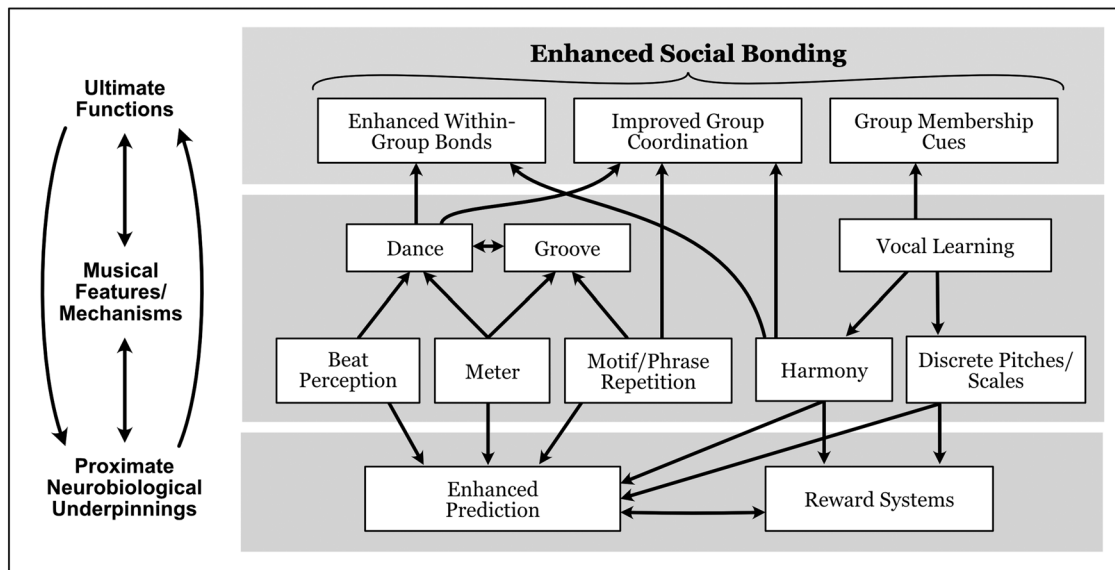 Enhanced Social Bonding
Ultimate
Functions
Enhanced Within-
Group Bonds
Improved Group
Coordination
Group Membership
Cues
Musical
Features/
Mechanisms
Dance
Groove
Vocal Learning
Beat
Perception
Meter
Motif/Phrase
Repetition
Harmony
Discrete Pitches/
Scales
Proximate
Neurobiological
Underpinnings
Enhanced
Prediction
Reward Systems